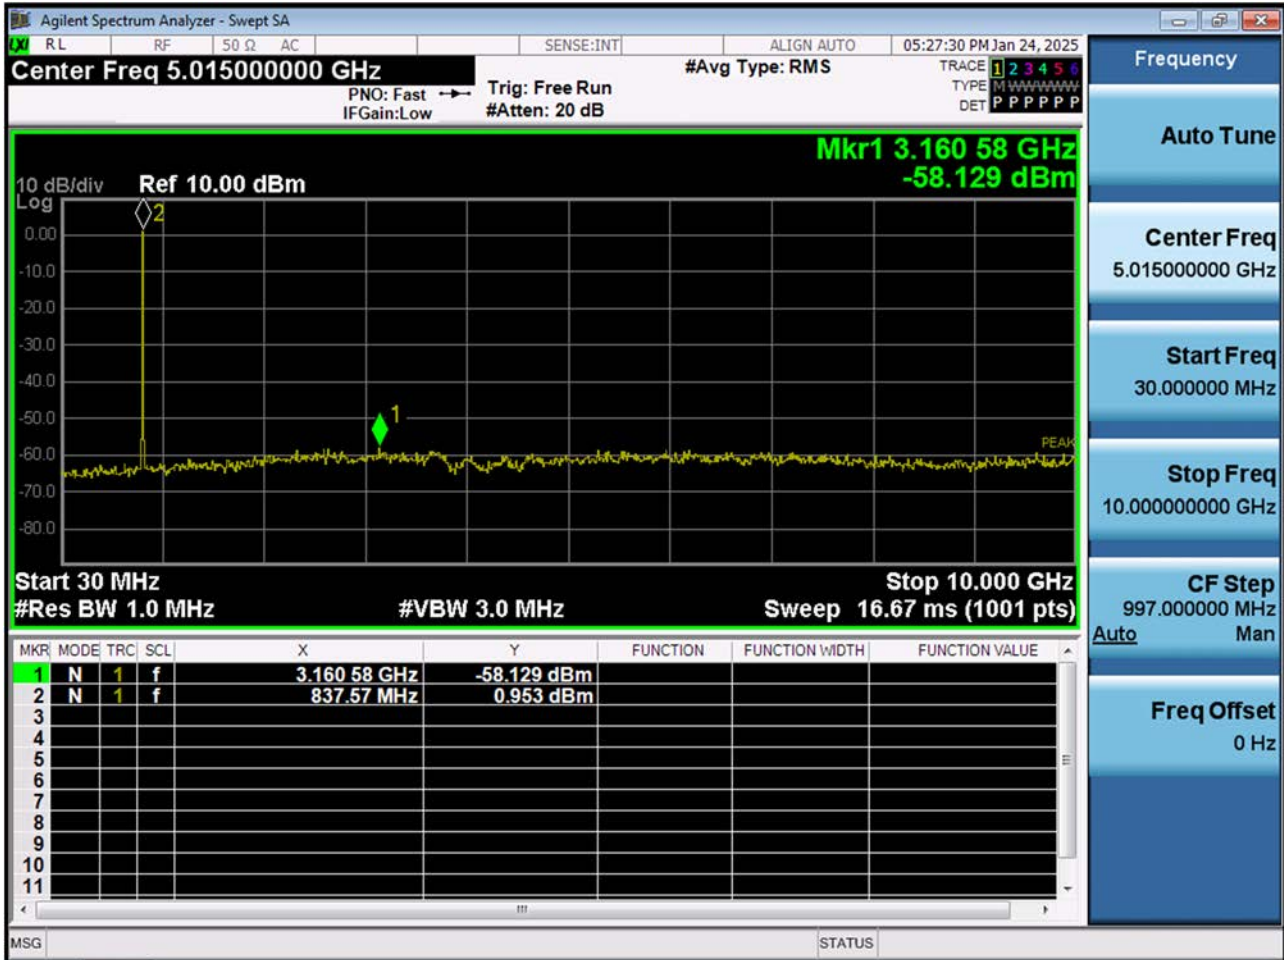 Agilent Spectrum Analyzer - Swept SA
LXI RL RF 50 Ω AC SENSE:INT ALIGN AUTO 05:27:30 PM Jan 24, 2025
Center Freq 5.015000000 GHz
PNO: Fast
IFGain:Low
Trig: Free Run
#Atten: 20 dB
#Avg Type: RMS
TRACE 1 2 3 4 5 6
TYPE M WWWWW
DET P P P P P P
Mkr1 3.160 58 GHz
-58.129 dBm
10 dB/div Ref 10.00 dBm
Log
2
0.00
-10.0
-20.0
-30.0
-40.0
-50.0
1
PEAK
-60.0
-70.0
-80.0
Start 30 MHz Stop 10.000 GHz
#Res BW 1.0 MHz #VBW 3.0 MHz Sweep 16.67 ms (1001 pts)
MKR MODE TRC SCL X Y FUNCTION FUNCTION WIDTH FUNCTION VALUE
1 N 1 f 3.160 58 GHz -58.129 dBm
2 N 1 f 837.57 MHz 0.953 dBm
3
4
5
6
7
8
9
10
11
MSG STATUS
Frequency
Auto Tune
Center Freq
5.015000000 GHz
Start Freq
30.000000 MHz
Stop Freq
10.000000000 GHz
CF Step
997.000000 MHz
Auto Man
Freq Offset
0 Hz